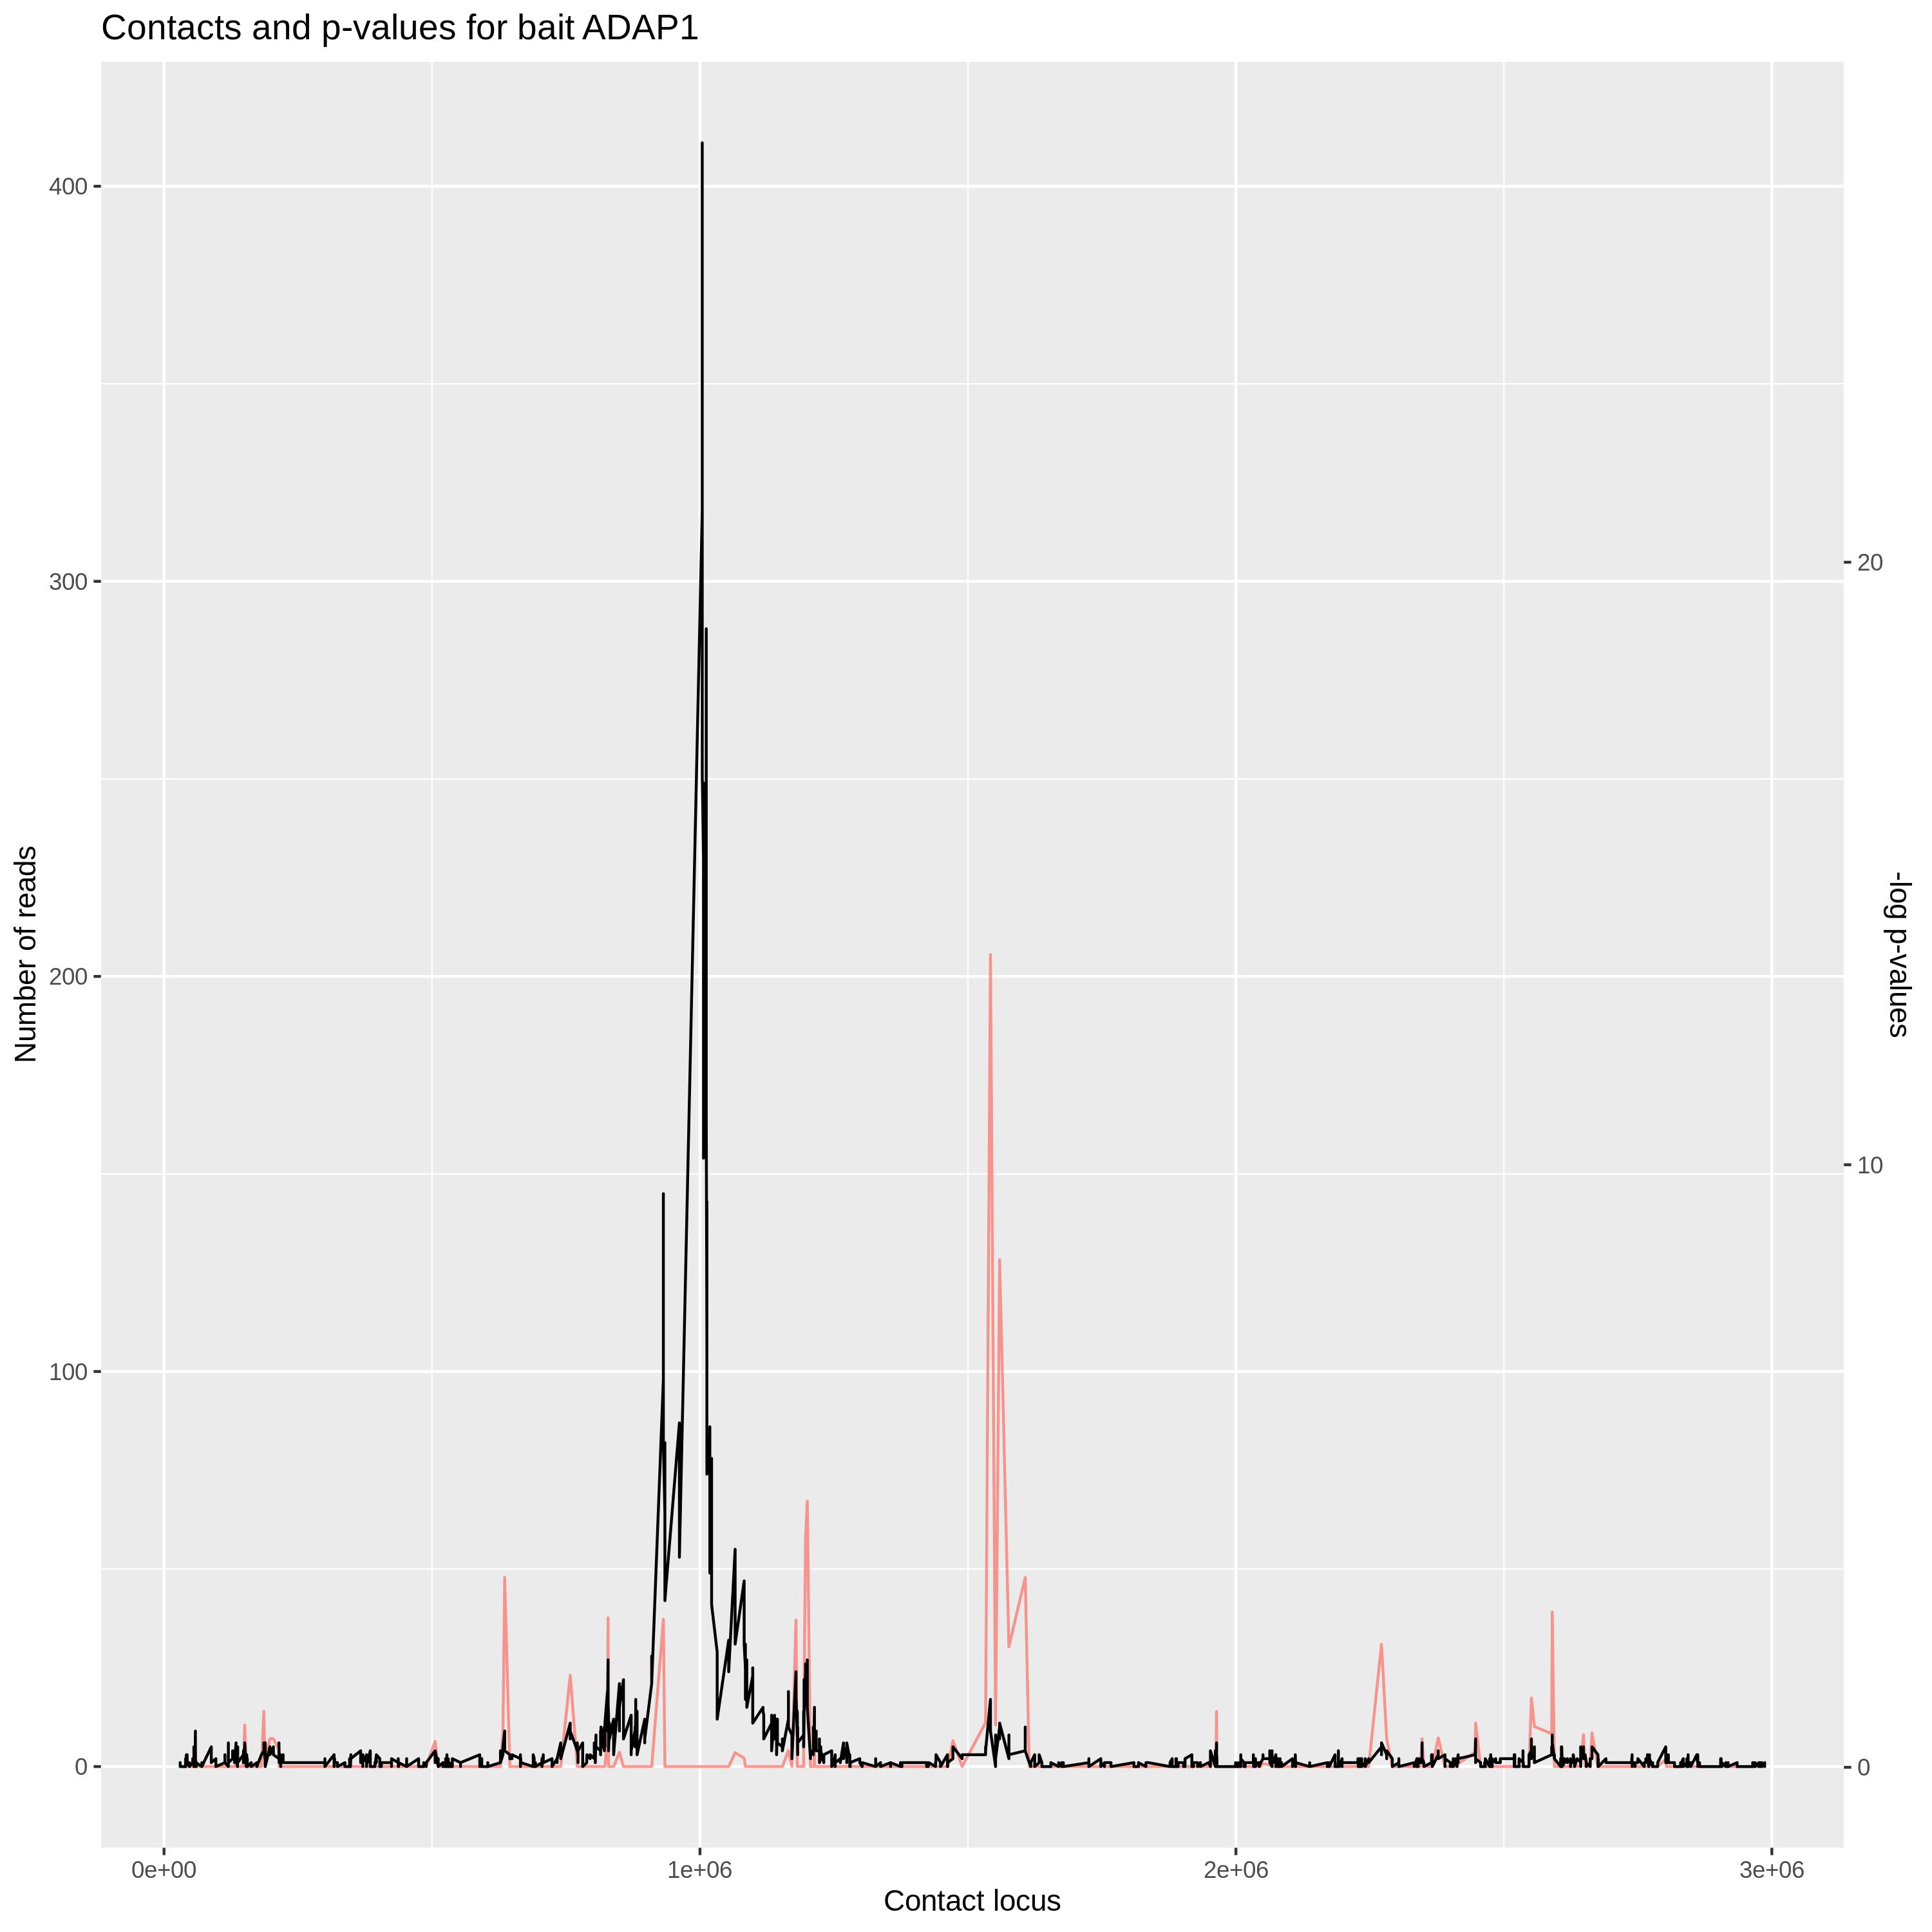 Contacts and p-values for bait ADAP1
400
300
200
100
0
Number of reads
20
10
0
-log p-values
0e+00
1e+06
2e+06
3e+06
Contact locus